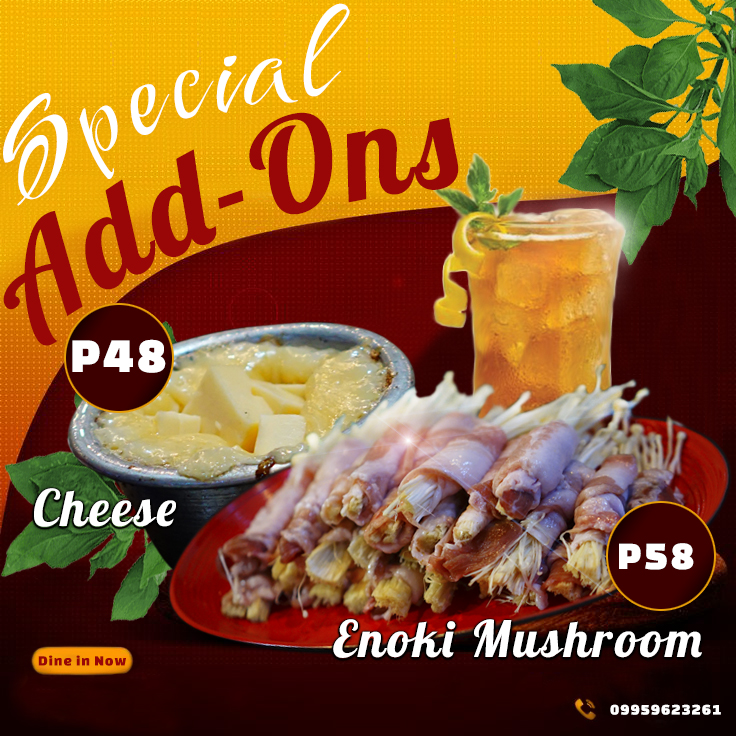 Special
Add-Ons
P48
Cheese
P58
Enoki Mushroom
Dine in Now
09959623261